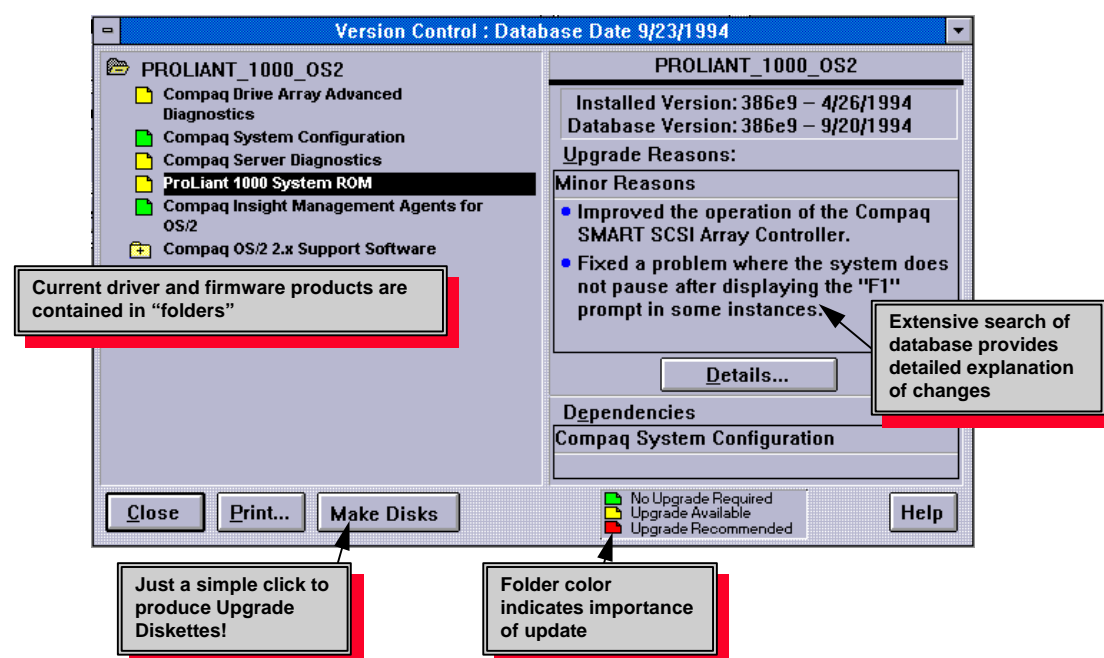 Version Control : Database Date 9/23/1994
PROLIANT_1000_OS2
Compaq Drive Array Advanced
Diagnostics
Compaq System Configuration
Compaq Server Diagnostics
ProLiant 1000 System ROM
Compaq Insight Management Agents for
OS/2
Compaq OS/2 2.x Support Software
Current driver and firmware products are
contained in “folders”
PROLIANT_1000_OS2
Installed Version: 386e9 – 4/26/1994
Database Version: 386e9 – 9/20/1994
Upgrade Reasons:
Minor Reasons
• Improved the operation of the Compaq
SMART SCSI Array Controller.
• Fixed a problem where the system does
not pause after displaying the "F1"
prompt in some instances.
Extensive search of
database provides
detailed explanation
of changes
Details...
Dependencies
Compaq System Configuration
Close
Print...
Make Disks
No Upgrade Required
Upgrade Available
Upgrade Recommended
Help
Just a simple click to
produce Upgrade
Diskettes!
Folder color
indicates importance
of update